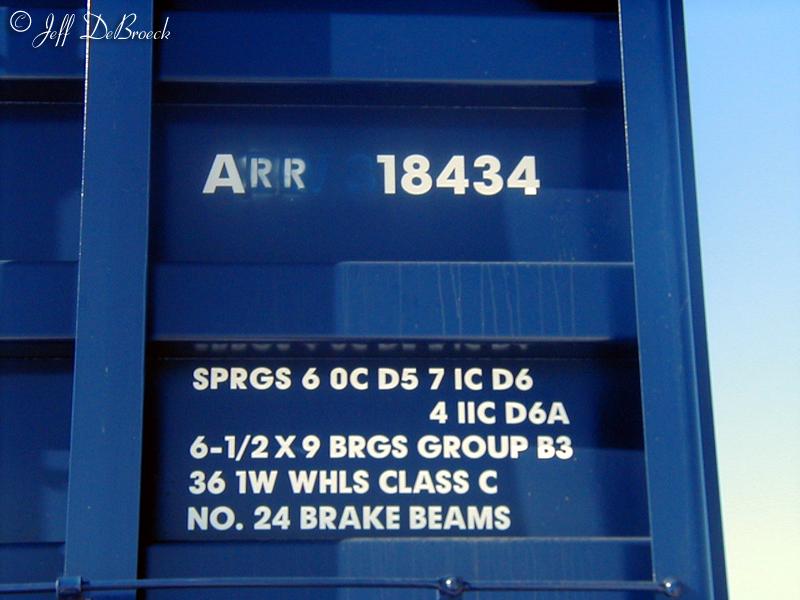 © Jeff DeBroeck
ARR 18434
SPRGS 6 0C D5 7 IC D6
4 IIC D6A
6-1/2 X 9 BRGS GROUP B3
36 1W WHLS CLASS C
NO. 24 BRAKE BEAMS